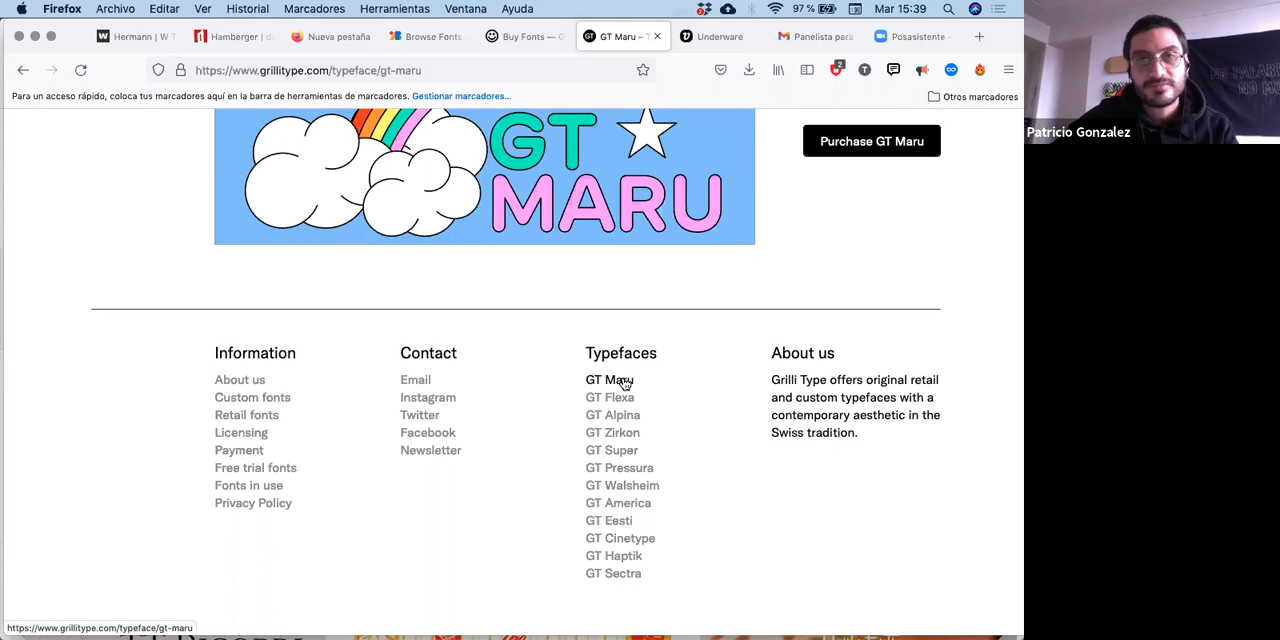 Firefox Archivo Editar Ver Historial Marcadores Herramientas Ventana Ayuda 97 % Mar 15:39
Hermann | W T Hamberger | d Nueva pestaña Browse Fonts Buy Fonts — G GT Maru – T Underware Panelista para Posasistente -
https://www.grillitype.com/typeface/gt-maru 2
Para un acceso rápido, coloca tus marcadores aquí en la barra de herramientas de marcadores. Gestionar marcadores... Otros marcadores
Patricio Gonzalez
GT
MARU
Purchase GT Maru
Information
About us
Custom fonts
Retail fonts
Licensing
Payment
Free trial fonts
Fonts in use
Privacy Policy
Contact
Email
Instagram
Twitter
Facebook
Newsletter
Typefaces
GT Maru
GT Flexa
GT Alpina
GT Zirkon
GT Super
GT Pressura
GT Walsheim
GT America
GT Eesti
GT Cinetype
GT Haptik
GT Sectra
About us
Grilli Type offers original retail
and custom typefaces with a
contemporary aesthetic in the
Swiss tradition.
https://www.grillitype.com/typeface/gt-maru